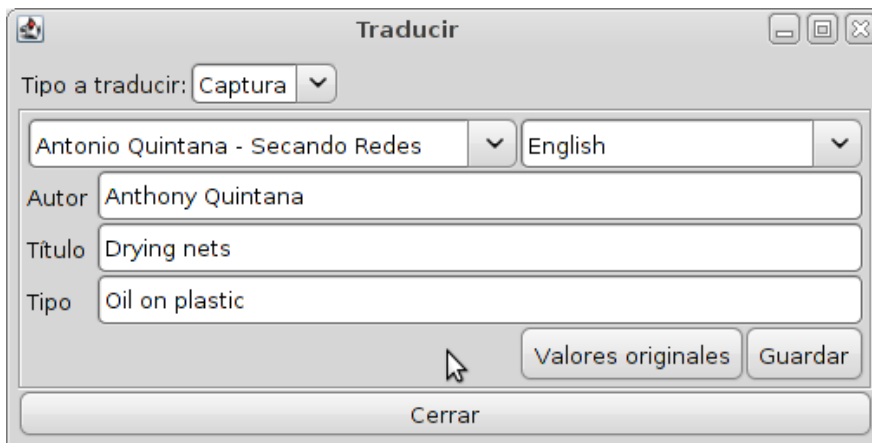 Traducir
Tipo a traducir: Captura
Antonio Quintana - Secando Redes English
Autor Anthony Quintana
Título Drying nets
Tipo Oil on plastic
Valores originales Guardar
Cerrar